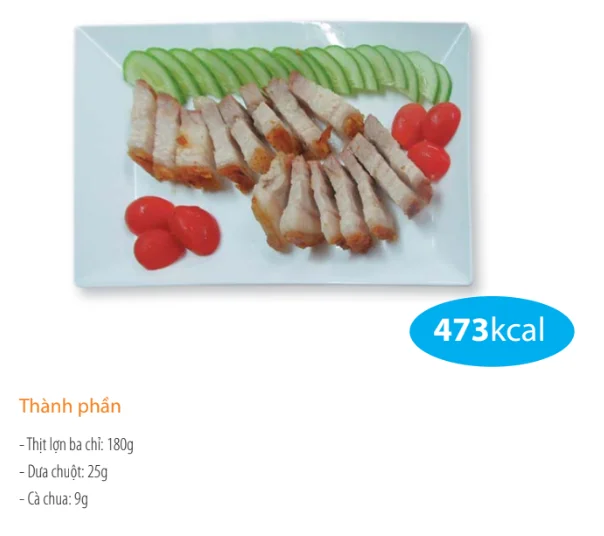 473kcal
Thành phần
- Thịt lợn ba chỉ: 180g
- Dưa chuột: 25g
- Cà chua: 9g